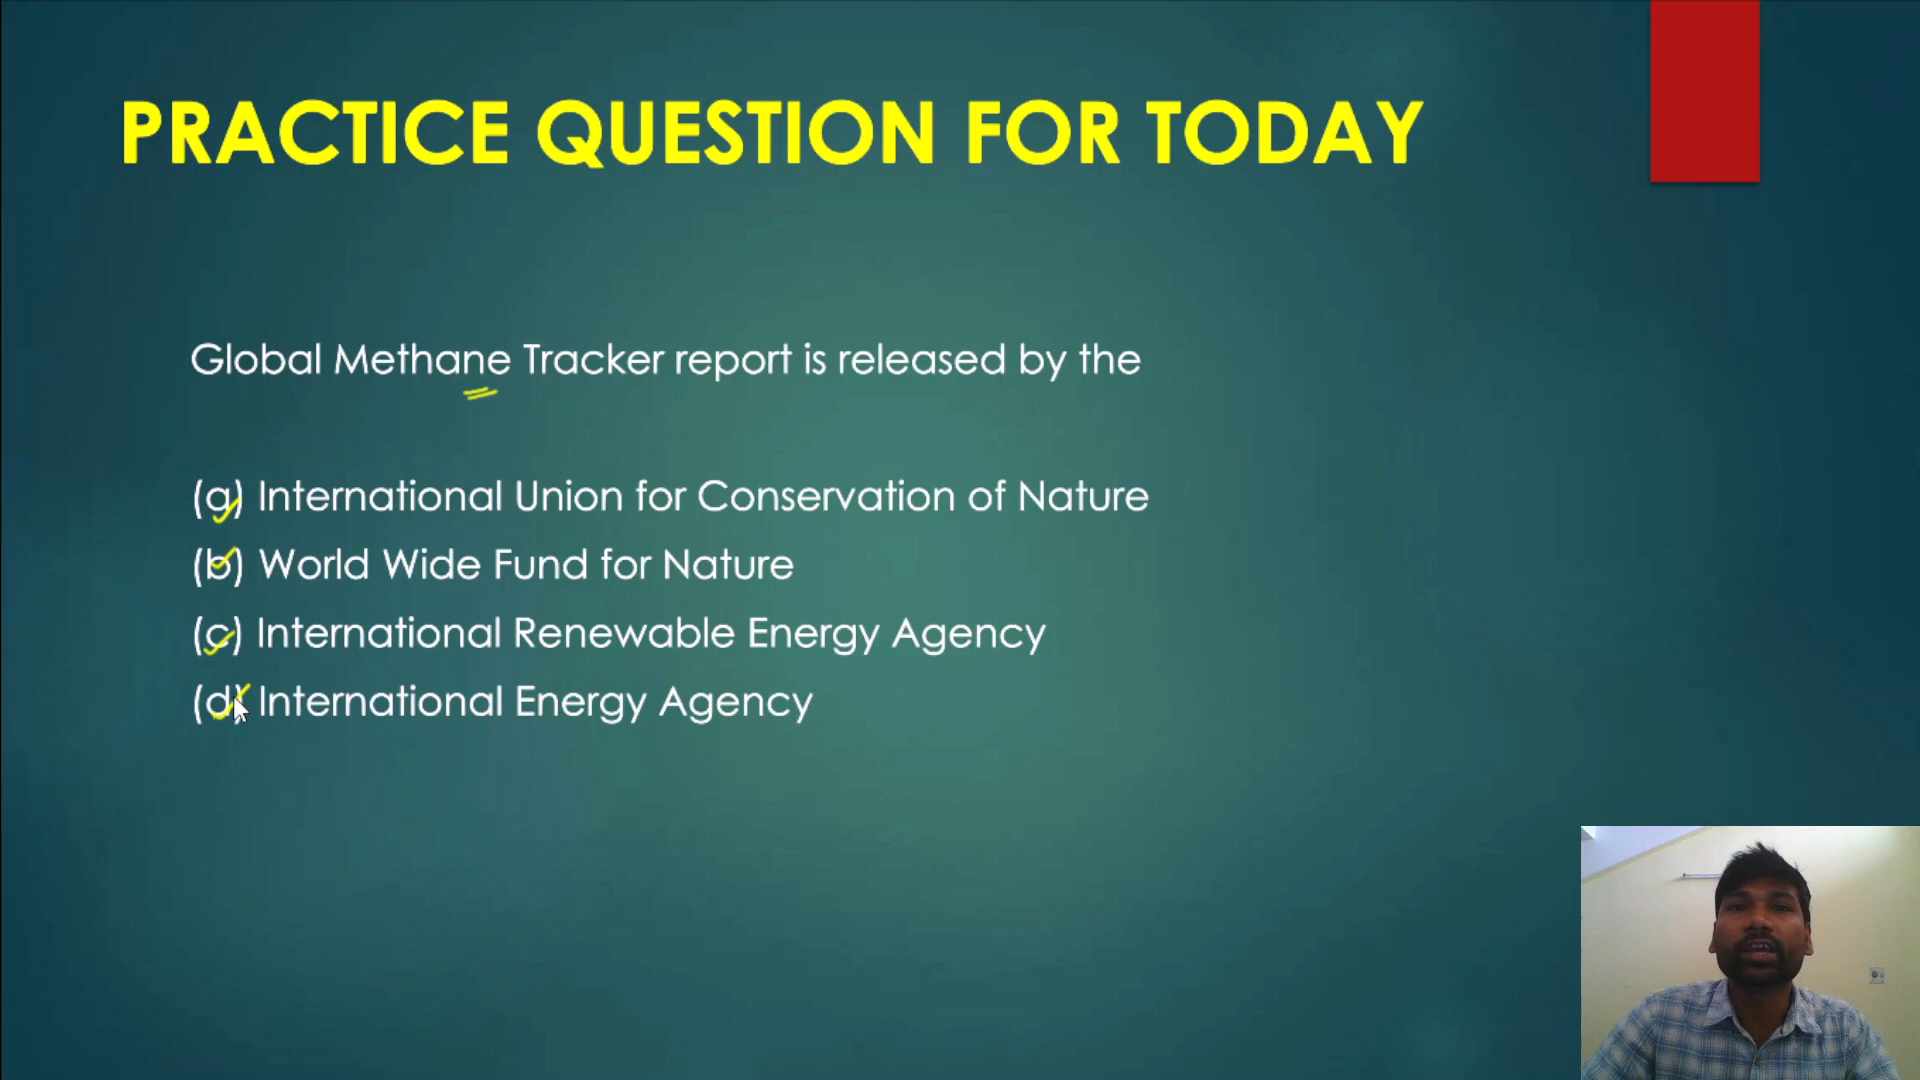 PRACTICE QUESTION FOR TODAY
Global Methane Tracker report is released by the
(a) International Union for Conservation of Nature
(b) World Wide Fund for Nature
(c) International Renewable Energy Agency
(d) International Energy Agency